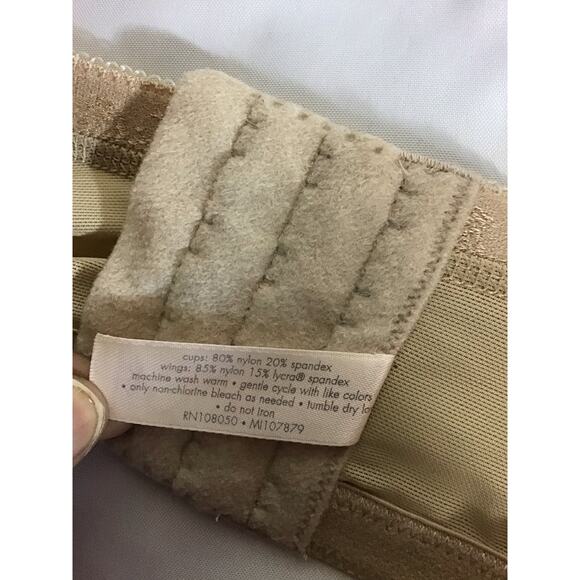 cups: 80% nylon 20% spandex
wings: 85% nylon 15% lycra® spandex
machine wash warm • gentle cycle with like colors
• only non-chlorine bleach as needed • tumble dry lo
• do not iron
RN108050 • MI107879